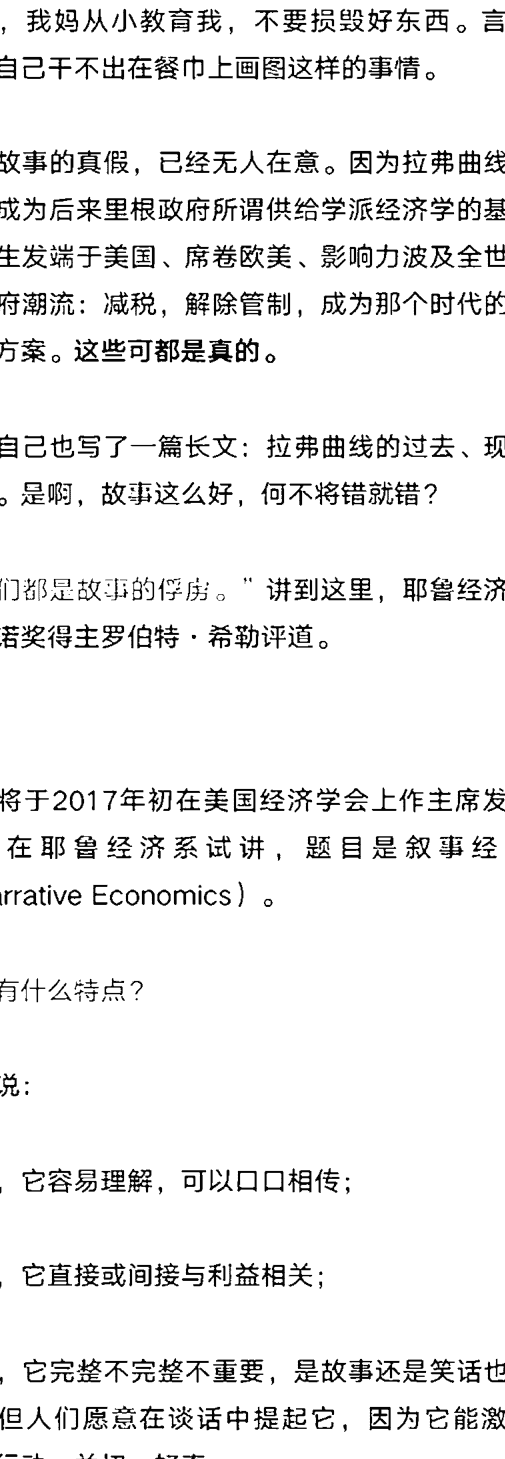 ，我妈从小教育我，不要损毁好东西。言
自己干不出在餐巾上画图这样的事情。
故事的真假，已经无人在意。因为拉弗曲线
成为后来里根政府所谓供给学派经济学的基
生发端于美国、席卷欧美、影响力波及全世
府潮流：减税，解除管制，成为那个时代的
方案。这些可都是真的。
自己也写了一篇长文：拉弗曲线的过去、现
。是啊，故事这么好，何不将错就错？
们都是故事的俘虏。”讲到这里，耶鲁经济
诺奖得主罗伯特·希勒评道。
将于2017年初在美国经济学会上作主席发
在耶鲁经济系试讲，题目是叙事经
arrative Economics）。
有什么特点？
说：
，它容易理解，可以口口相传；
，它直接或间接与利益相关；
，它完整不完整不重要，是故事还是笑话也
但人们愿意在谈话中提起它，因为它能激